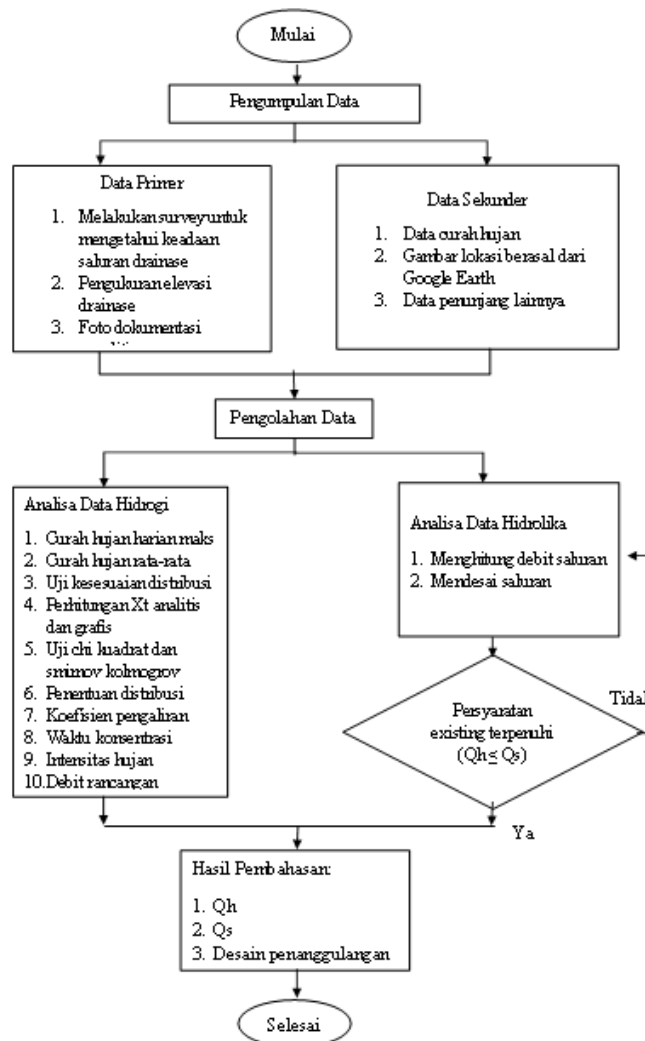 Mulai
Pengumpulan Data
Data Primer
1. Melakukan survey untuk
mengetahui keadaan
saluran drainase
2. Pengukuran elevasi
drainase
3. Foto dokumentasi
Data Sekunder
1. Data curah hujan
2. Gambar lokasi berasal dari
Google Earth
3. Data penunjang lainnya
Pengolahan Data
Analisa Data Hidrogi
1. Curah hujan harian maks
2. Curah hujan rata-rata
3. Uji kesesuaian distribusi
4. Perhitungan Xt analitis
dan grafis
5. Uji chi kuadrat dan
smirnov kolmogrov
6. Penentuan distribusi
7. Koefisien pengaliran
8. Waktu konsentrasi
9. Intensitas hujan
10. Debit rancangan
Analisa Data Hidrolika
1. Menghitung debit saluran
2. Mendesai saluran
Persyaratan
existing terpenuhi
(Qh ≤ Qs)
Tidak
Ya
Hasil Pembahasan:
1. Qh
2. Qs
3. Desain penanggulangan
Selesai